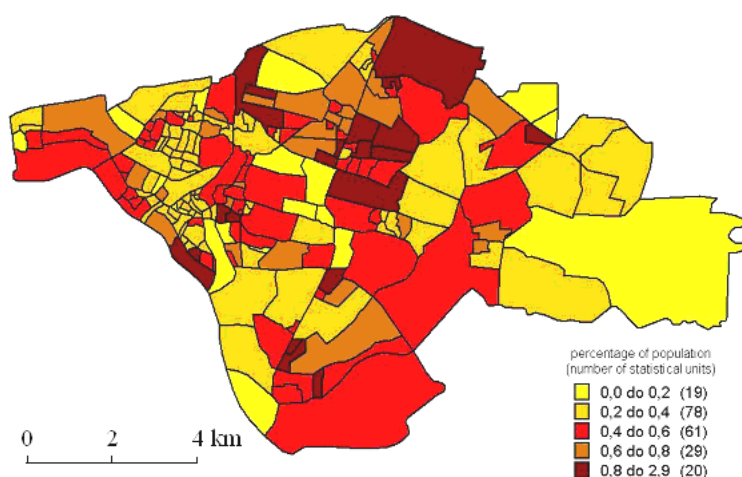 percentage of population
(number of statistical units)
0,0 do 0,2 (19)
0,2 do 0,4 (78)
0,4 do 0,6 (61)
0,6 do 0,8 (29)
0,8 do 2,9 (20)
0 2 4 km